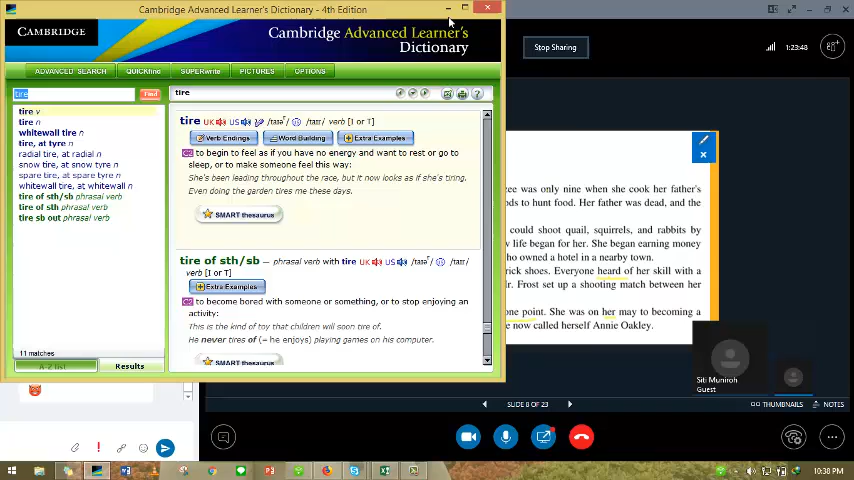 Cambridge Advanced Learner's Dictionary - 4th Edition
CAMBRIDGE
Cambridge Advanced Learner's
Dictionary
ADVANCED SEARCH
QUICKfind
SUPERwrite
PICTURES
OPTIONS
tire
Find
tire
tire v
tire n
whitewall tire n
tire, at tyre n
radial tire, at radial n
snow tire, at snow tyre n
spare tire, at spare tyre n
whitewall tire, at whitewall n
tire of sth/sb phrasal verb
tire of sth phrasal verb
tire sb out phrasal verb
11 matches
A-Z list
Results
tire UK US /taɪəʳ/ /taɪr/ verb [I or T]
Verb Endings
Word Building
Extra Examples
C2 to begin to feel as if you have no energy and want to rest or go to
sleep, or to make someone feel this way:
She's been leading throughout the race, but it now looks as if she's tiring.
Even doing the garden tires me these days.
SMART thesaurus
tire of sth/sb — phrasal verb with tire UK US /taɪəʳ/ /taɪr/
verb [I or T]
Extra Examples
C2 to become bored with someone or something, or to stop enjoying an
activity:
This is the kind of toy that children will soon tire of.
He never tires of (= he enjoys) playing games on his computer.
SMART thesaurus
Stop Sharing
1:23:48
zee was only nine when she cook her father's
ods to hunt food. Her father was dead, and the
could shoot quail, squirrels, and rabbits by
w life began for her. She began earning money
ho owned a hotel in a nearby town.
rick shoes. Everyone heard of her skill with a
lr. Frost set up a shooting match between her
one point. She was on her may to becoming a
e now called herself Annie Oakley.
Siti Muniroh
Guest
SLIDE 8 OF 23
THUMBNAILS
NOTES
10:38 PM